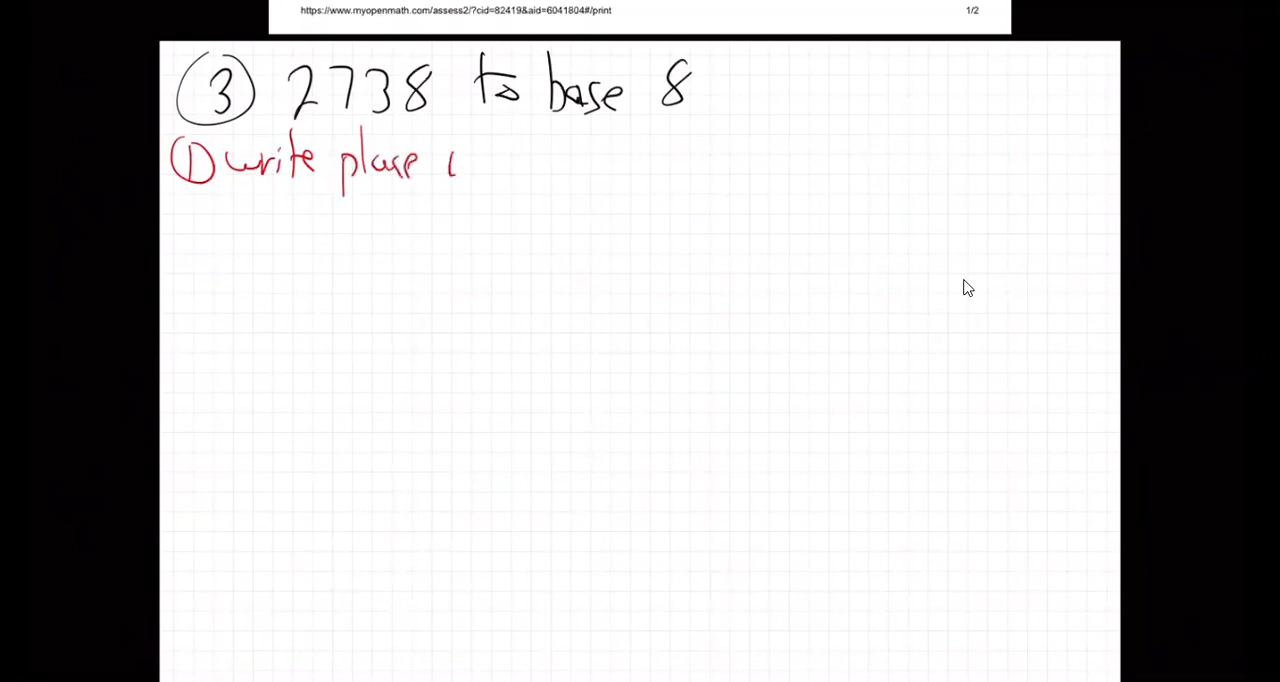 https://www.myopenmath.com/assess2/?cid=82419&aid=6041804#/print 1/2
3 2738 to base 8
1 write place